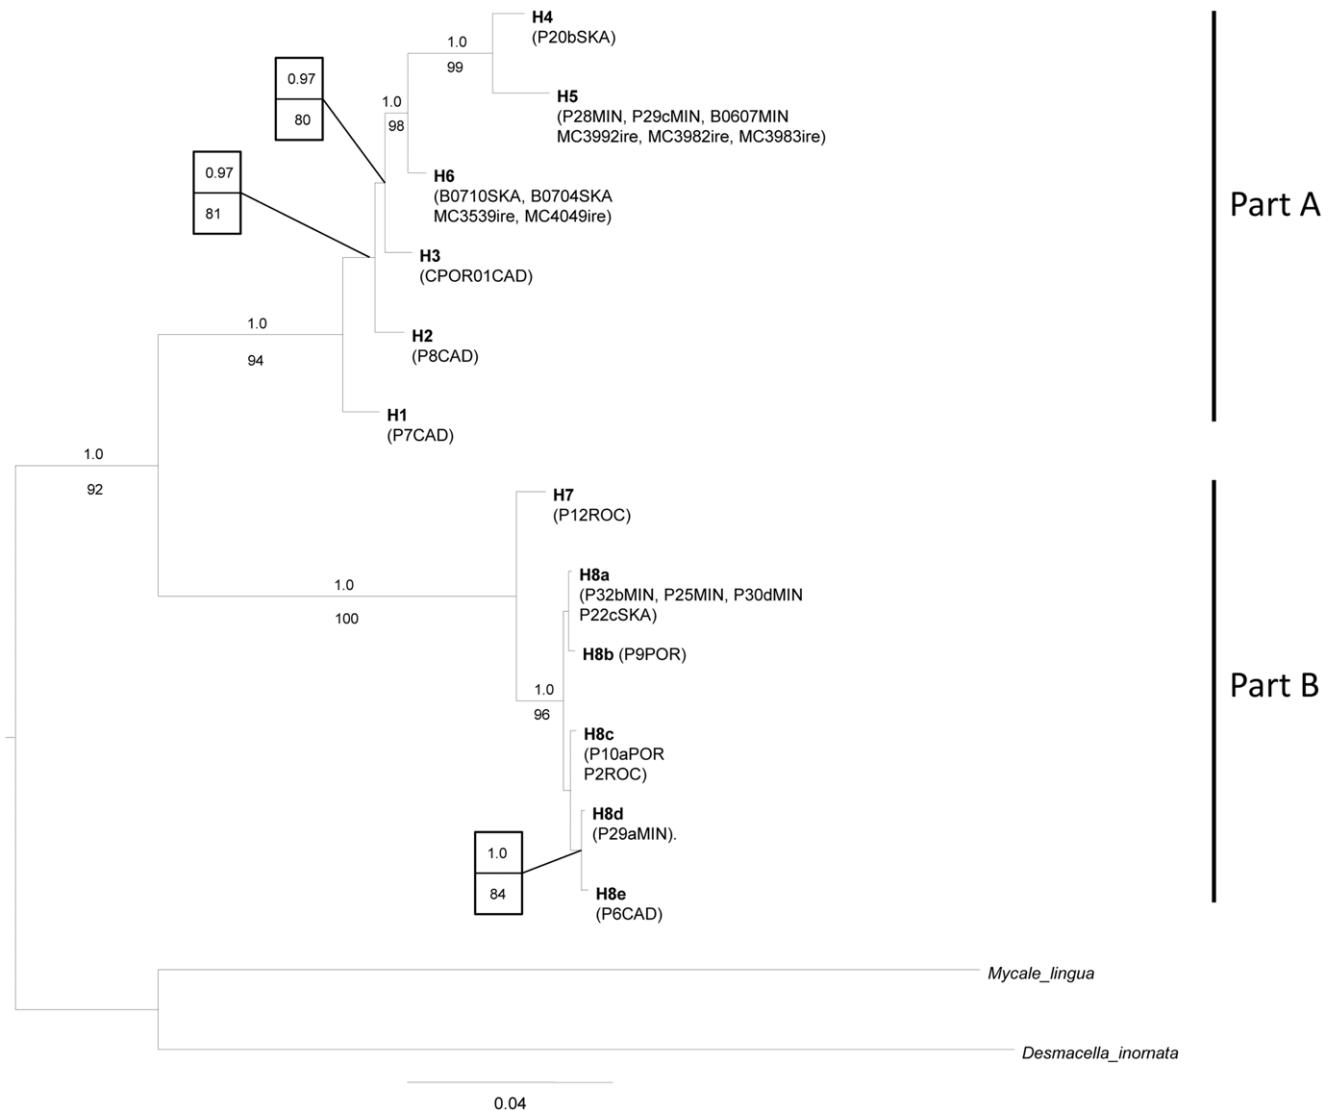 H4
(P20bSKA)
1.0
99
0.97
80
H5
(P28MIN, P29cMIN, B0607MIN
MC3992ire, MC3982ire, MC3983ire)
1.0
98
0.97
81
H6
(B0710SKA, B0704SKA
MC3539ire, MC4049ire)
Part A
H3
(CPOR01CAD)
1.0
94
H2
(P8CAD)
H1
(P7CAD)
1.0
92
H7
(P12ROC)
1.0
100
H8a
(P32bMIN, P25MIN, P30dMIN
P22cSKA)
H8b (P9POR)
1.0
96
Part B
H8c
(P10aPOR
P2ROC)
H8d
(P29aMIN).
1.0
84
H8e
(P6CAD)
Mycale_lingua
Desmacella_inornata
0.04